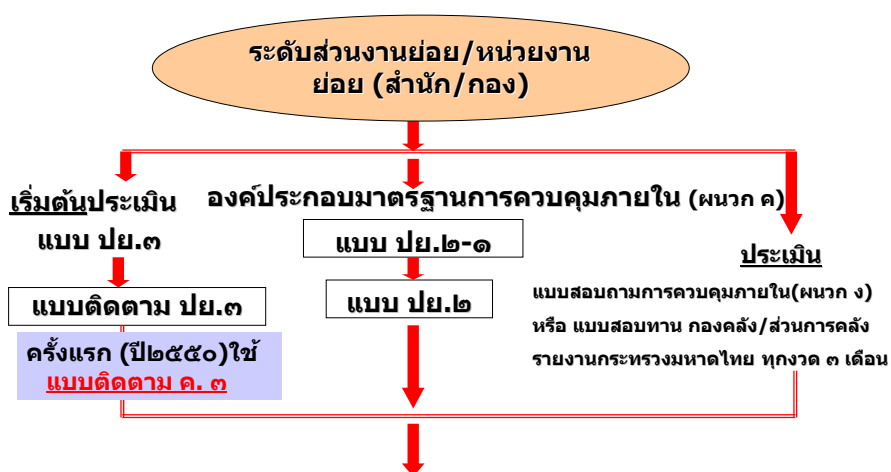 ระดับส่วนงานย่อย/หน่วยงาน
ย่อย (สำนัก/กอง)
เริ่มต้นประเมิน
แบบ ปย.๓
แบบติดตาม ปย.๓
ครั้งแรก (ปี๒๕๕๐)ใช้
แบบติดตาม ค. ๓
องค์ประกอบมาตรฐานการควบคุมภายใน (ผนวก ค)
แบบ ปย.๒-๑
แบบ ปย.๒
ประเมิน
แบบสอบถามการควบคุมภายใน(ผนวก ง)
หรือ แบบสอบทาน กองคลัง/ส่วนการคลัง
รายงานกระทรวงมหาดไทย ทุกงวด ๓ เดือน